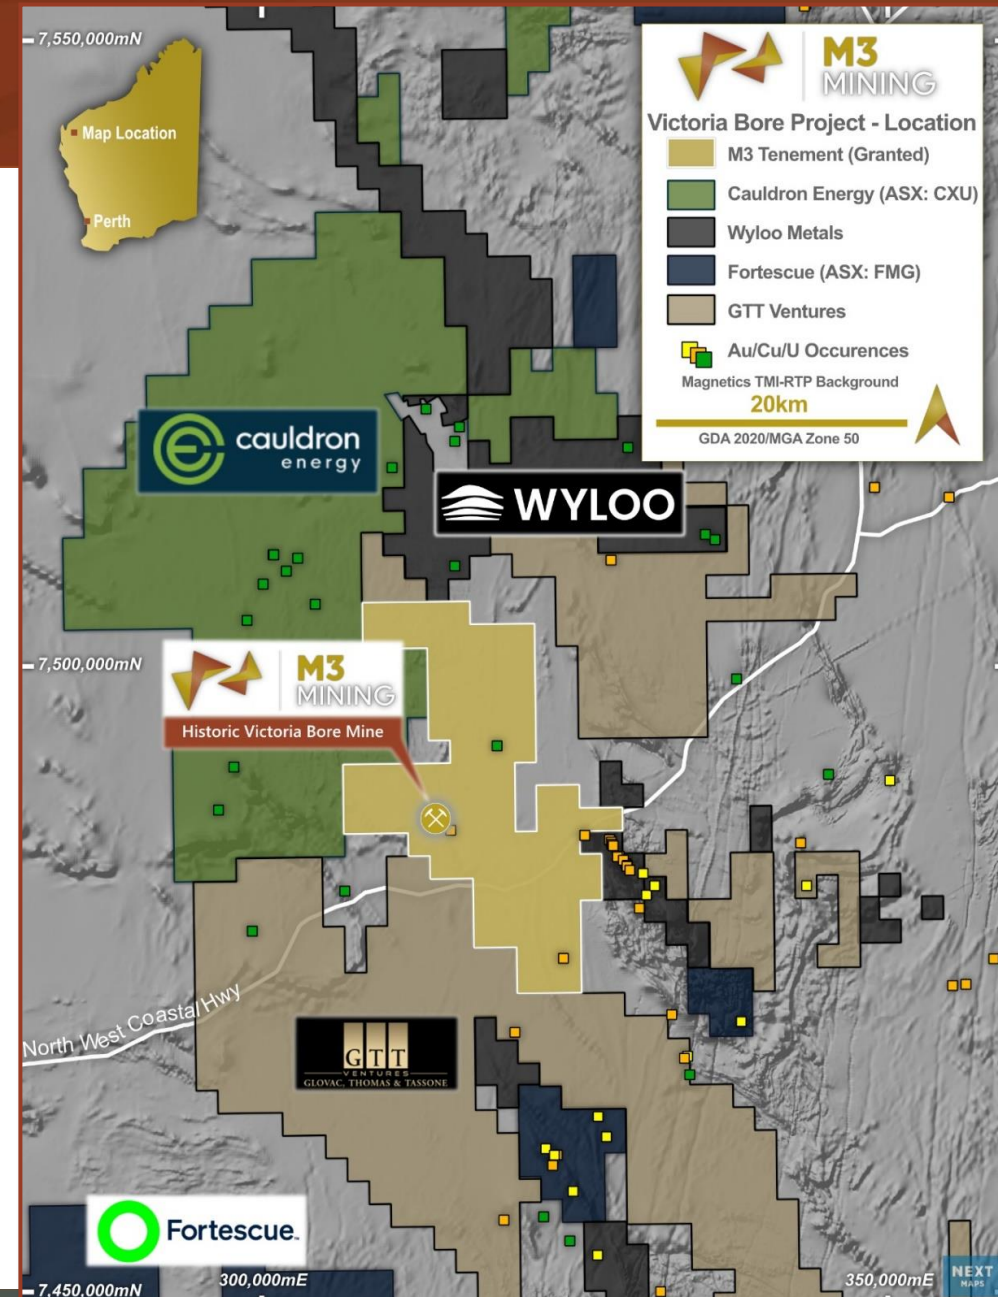 7,550,000mN
Map Location
Perth
M3
MINING
Victoria Bore Project - Location
M3 Tenement (Granted)
Cauldron Energy (ASX: CXU)
Wyloo Metals
Fortescue (ASX: FMG)
GTT Ventures
Au/Cu/U Occurences
Magnetics TMI-RTP Background
20km
GDA 2020/MGA Zone 50
cauldron
energy
WYLOO
7,500,000mN
M3
MINING
Historic Victoria Bore Mine
North West Coastal Hwy
GTT
VENTURES
GLOVAC, THOMAS & TASSONE
Fortescue
300,000mE
350,000mE
NEXT
MAPS
7,450,000mN